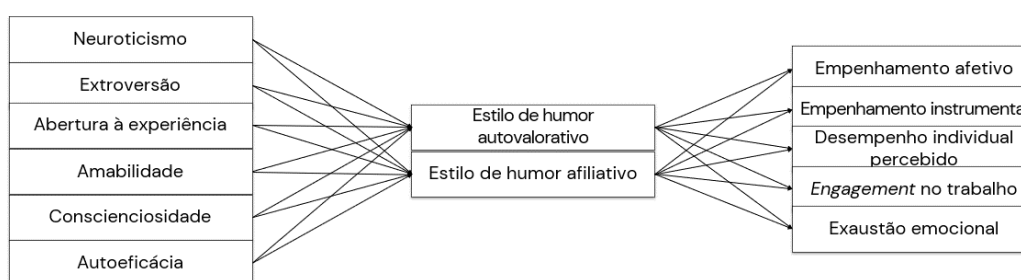 Neuroticismo
Extroversão
Abertura à experiência
Amabilidade
Conscienciosidade
Autoeficácia
Estilo de humor
autovalorativo
Estilo de humor afiliativo
Empenhamento afetivo
Empenhamento instrumenta
Desempenho individual
percebido
Engagement no trabalho
Exaustão emocional